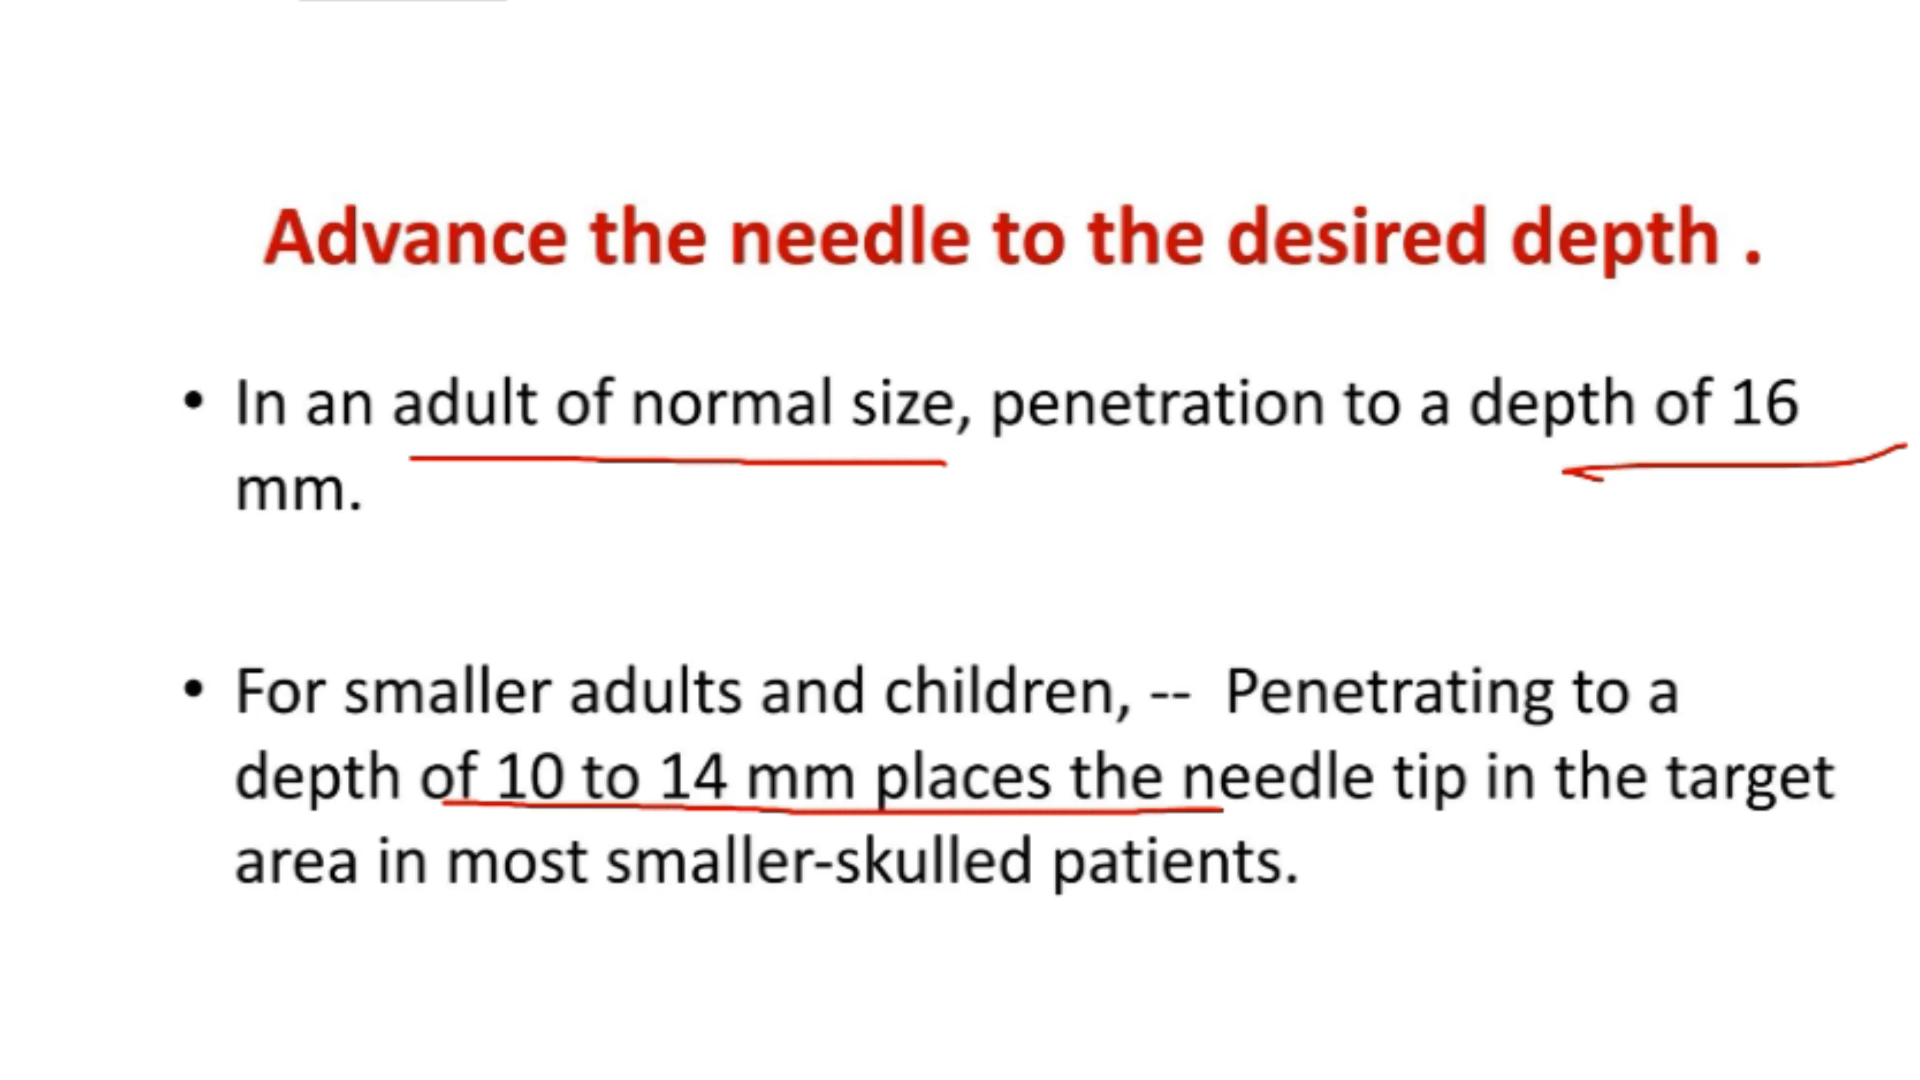 Advance the needle to the desired depth .
• In an adult of normal size, penetration to a depth of 16
mm.
• For smaller adults and children, -- Penetrating to a
depth of 10 to 14 mm places the needle tip in the target
area in most smaller-skulled patients.